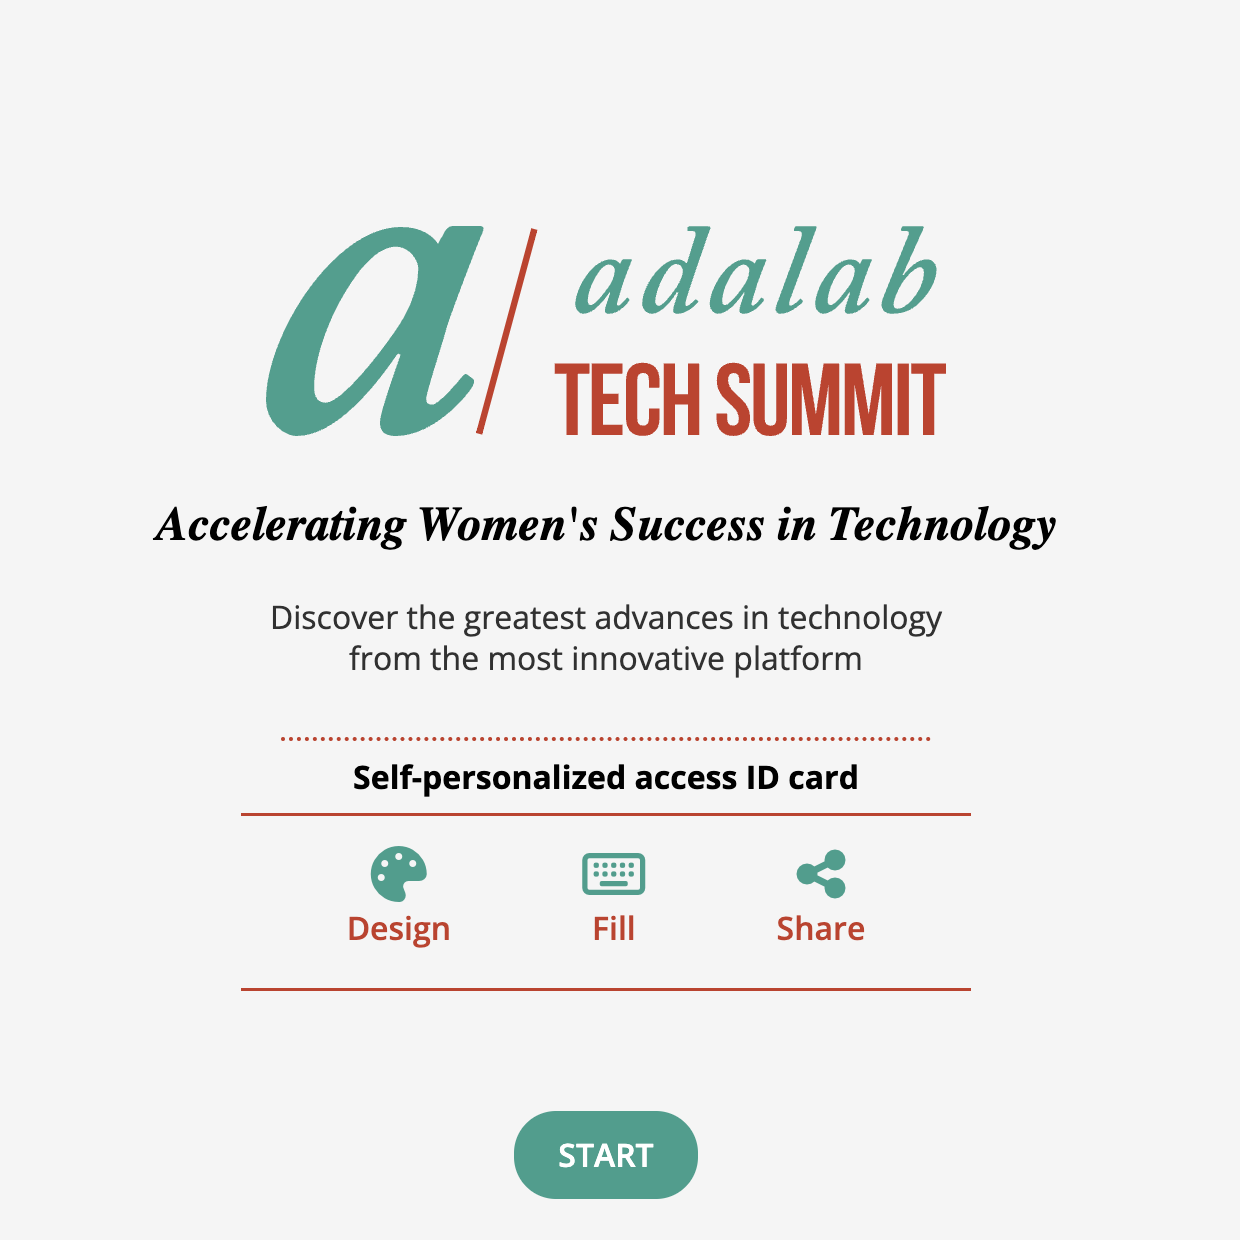 a/
adalab
TECH SUMMIT
Accelerating Women's Success in Technology
Discover the greatest advances in technology
from the most innovative platform
Self-personalized access ID card
Design Fill Share
START